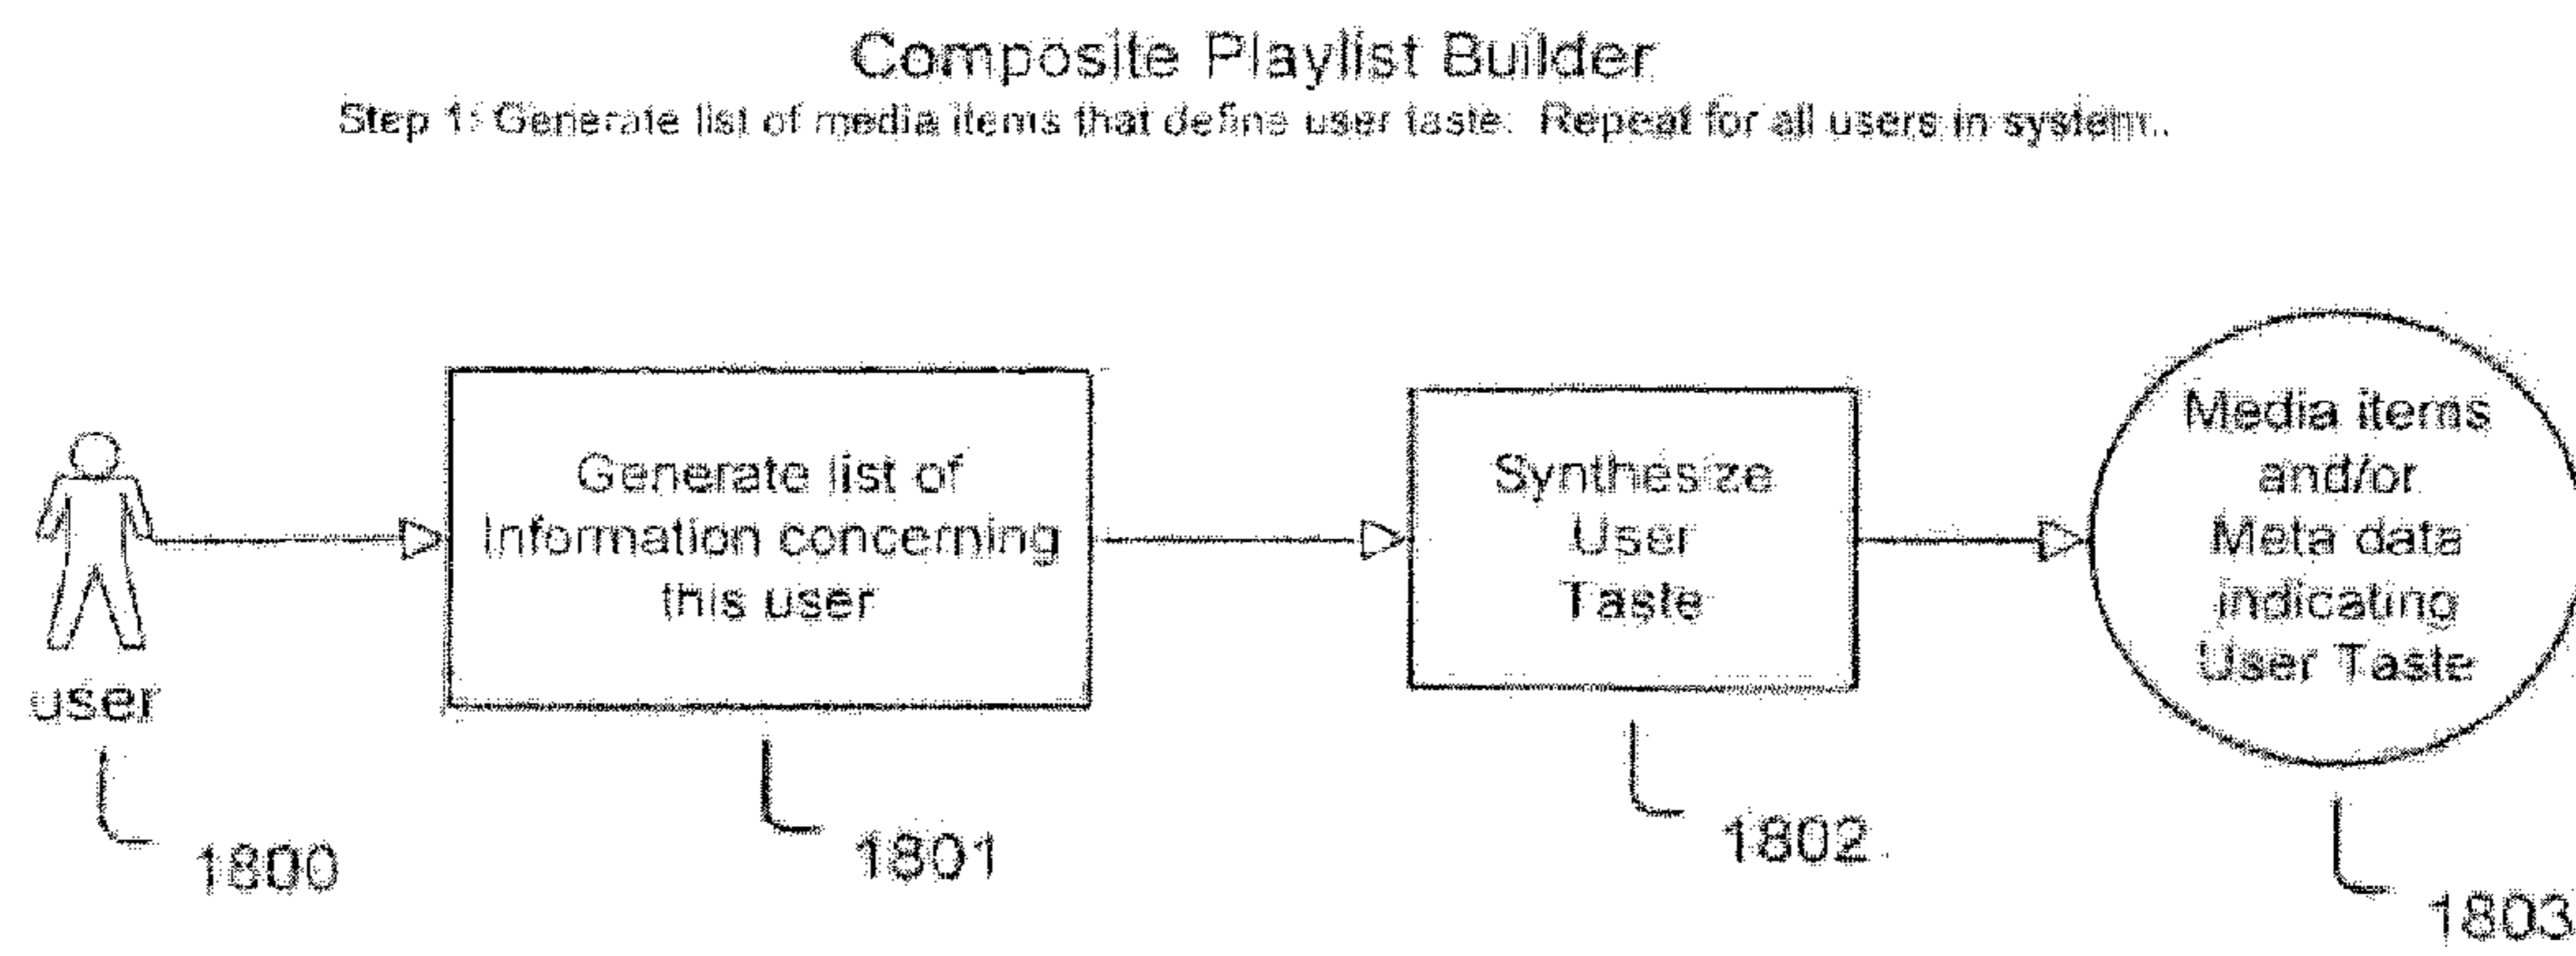 Composite Playlist Builder
Step 1: Generate list of media items that define user taste. Repeat for all users in system..
Generate list of
Information concerning
this user
Synthesize
User
Taste
Media items
and/or
Meta data
indicating
User Taste
user
1800
1801
1802
1803